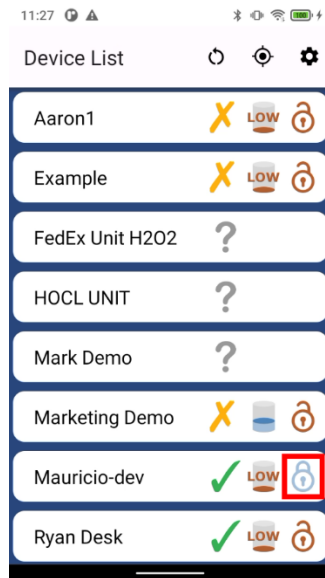 11:27
Device List
Aaron1 LOW
Example LOW
FedEx Unit H2O2 ?
HOCL UNIT ?
Mark Demo ?
Marketing Demo
Mauricio-dev LOW
Ryan Desk LOW